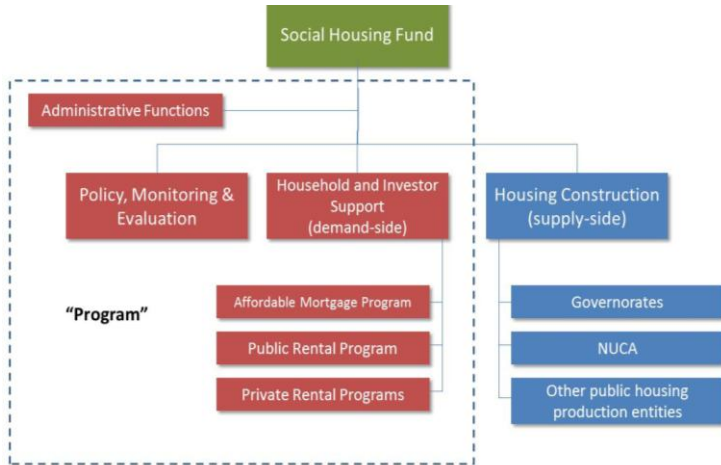 Social Housing Fund
Administrative Functions
Policy, Monitoring &
Evaluation
Household and Investor
Support
(demand-side)
Housing Construction
(supply-side)
"Program"
Affordable Mortgage Program
Public Rental Program
Private Rental Programs
Governorates
NUCA
Other public housing
production entities